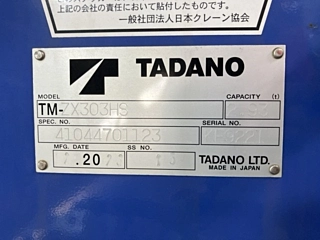 上記の会社の責任において貼付したものです。
一般社団法人日本クレーン協会
TADANO
MODEL CAPACITY (t)
TM-ZX303HS
SPEC. NO. SERIAL NO.
41044701123
MFG. DATE SS NO.
.20
TADANO LTD.
MADE IN JAPAN